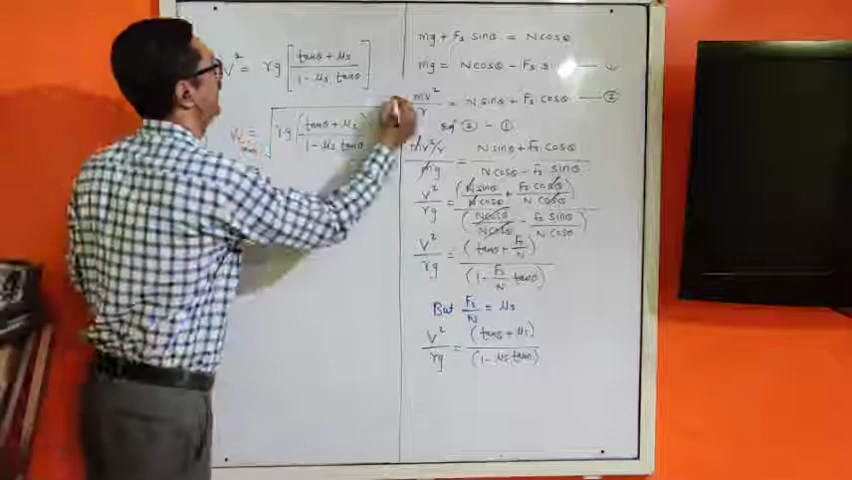 V² = rg [ (tanθ + μs) / (1 - μs tanθ) ]
= √ rg ( (tanθ + μs) / (1 - μs tanθ
mg + Fs sinθ = N cosθ
mg = N cosθ - Fs s —— ①
mv²/r = N sinθ + Fs cosθ —— ②
eqⁿ ② - ①
(mv²/r) / mg = (N sinθ + Fs cosθ) / (N cosθ - Fs sinθ)
V²/rg = (N sinθ / N cosθ + Fs cosθ / N cosθ) / (N cosθ / N cosθ - Fs sinθ / N cosθ)
V²/rg = (tanθ + Fs/N) / (1 - Fs/N tanθ)
But Fs/N = μs
V²/rg = (tanθ + μs) / (1 - μs tanθ)